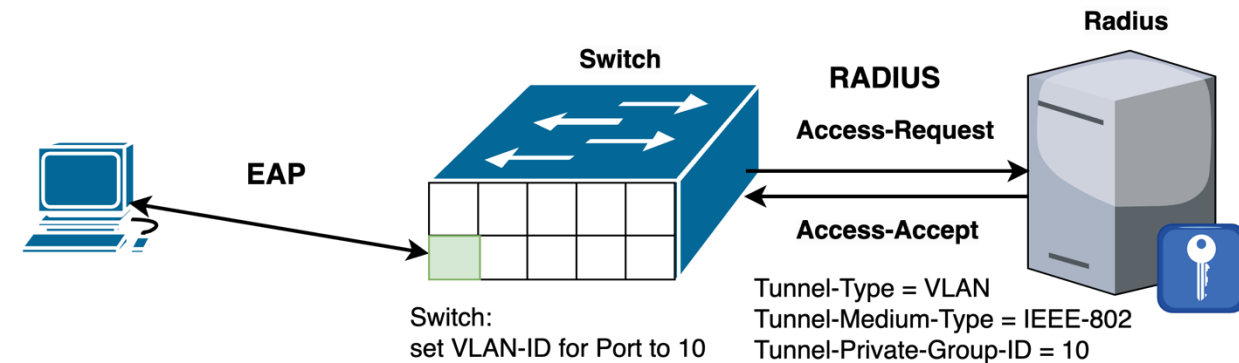 Radius
Switch
RADIUS
Access-Request
EAP
Access-Accept
Switch:
set VLAN-ID for Port to 10
Tunnel-Type = VLAN
Tunnel-Medium-Type = IEEE-802
Tunnel-Private-Group-ID = 10